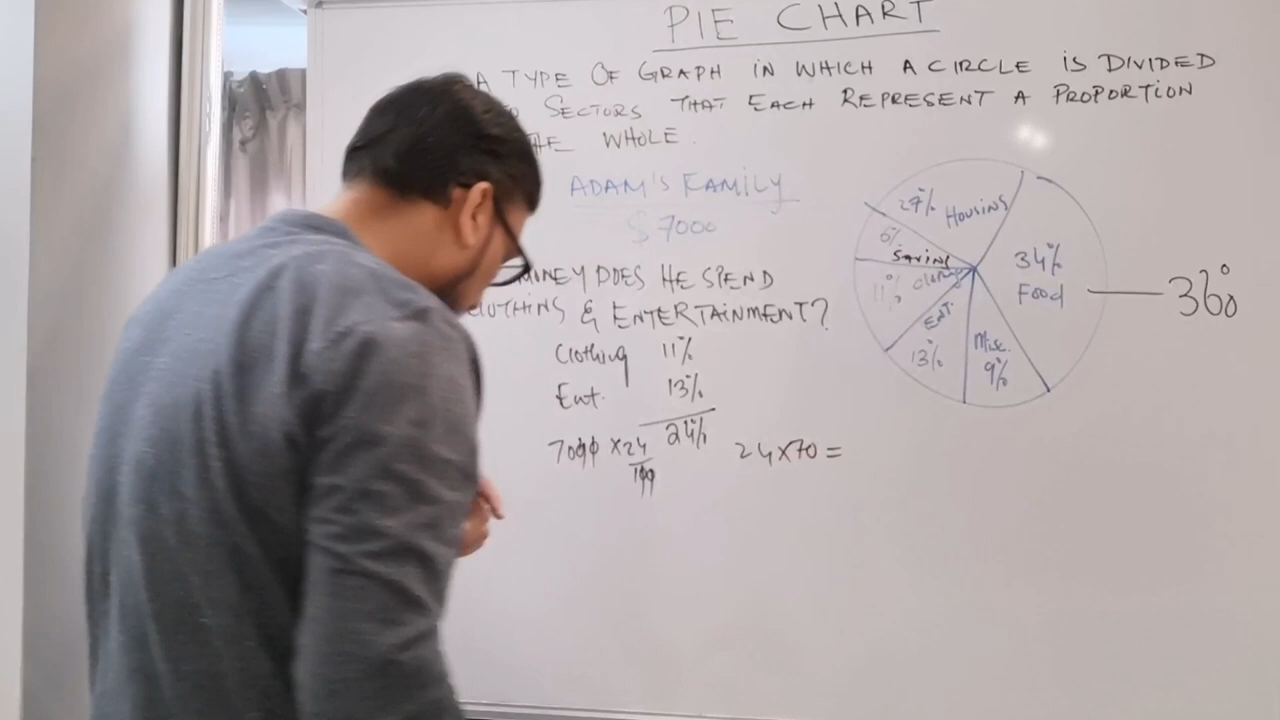 PIE CHART
A TYPE OF GRAPH IN WHICH A CIRCLE IS DIVIDED
SECTORS THAT EACH REPRESENT A PROPORTION
WHOLE.
ADAM'S FAMILY
$7000
MONEY DOES HE SPEND
CLOTHING & ENTERTAINMENT?
Clothing 11%
Ent. 13%
24%
7000 x 24
100
24x70=
HOUSING
6%
SAVING
11%
ENT.
13%
Misc.
9%
34%
Food
360°